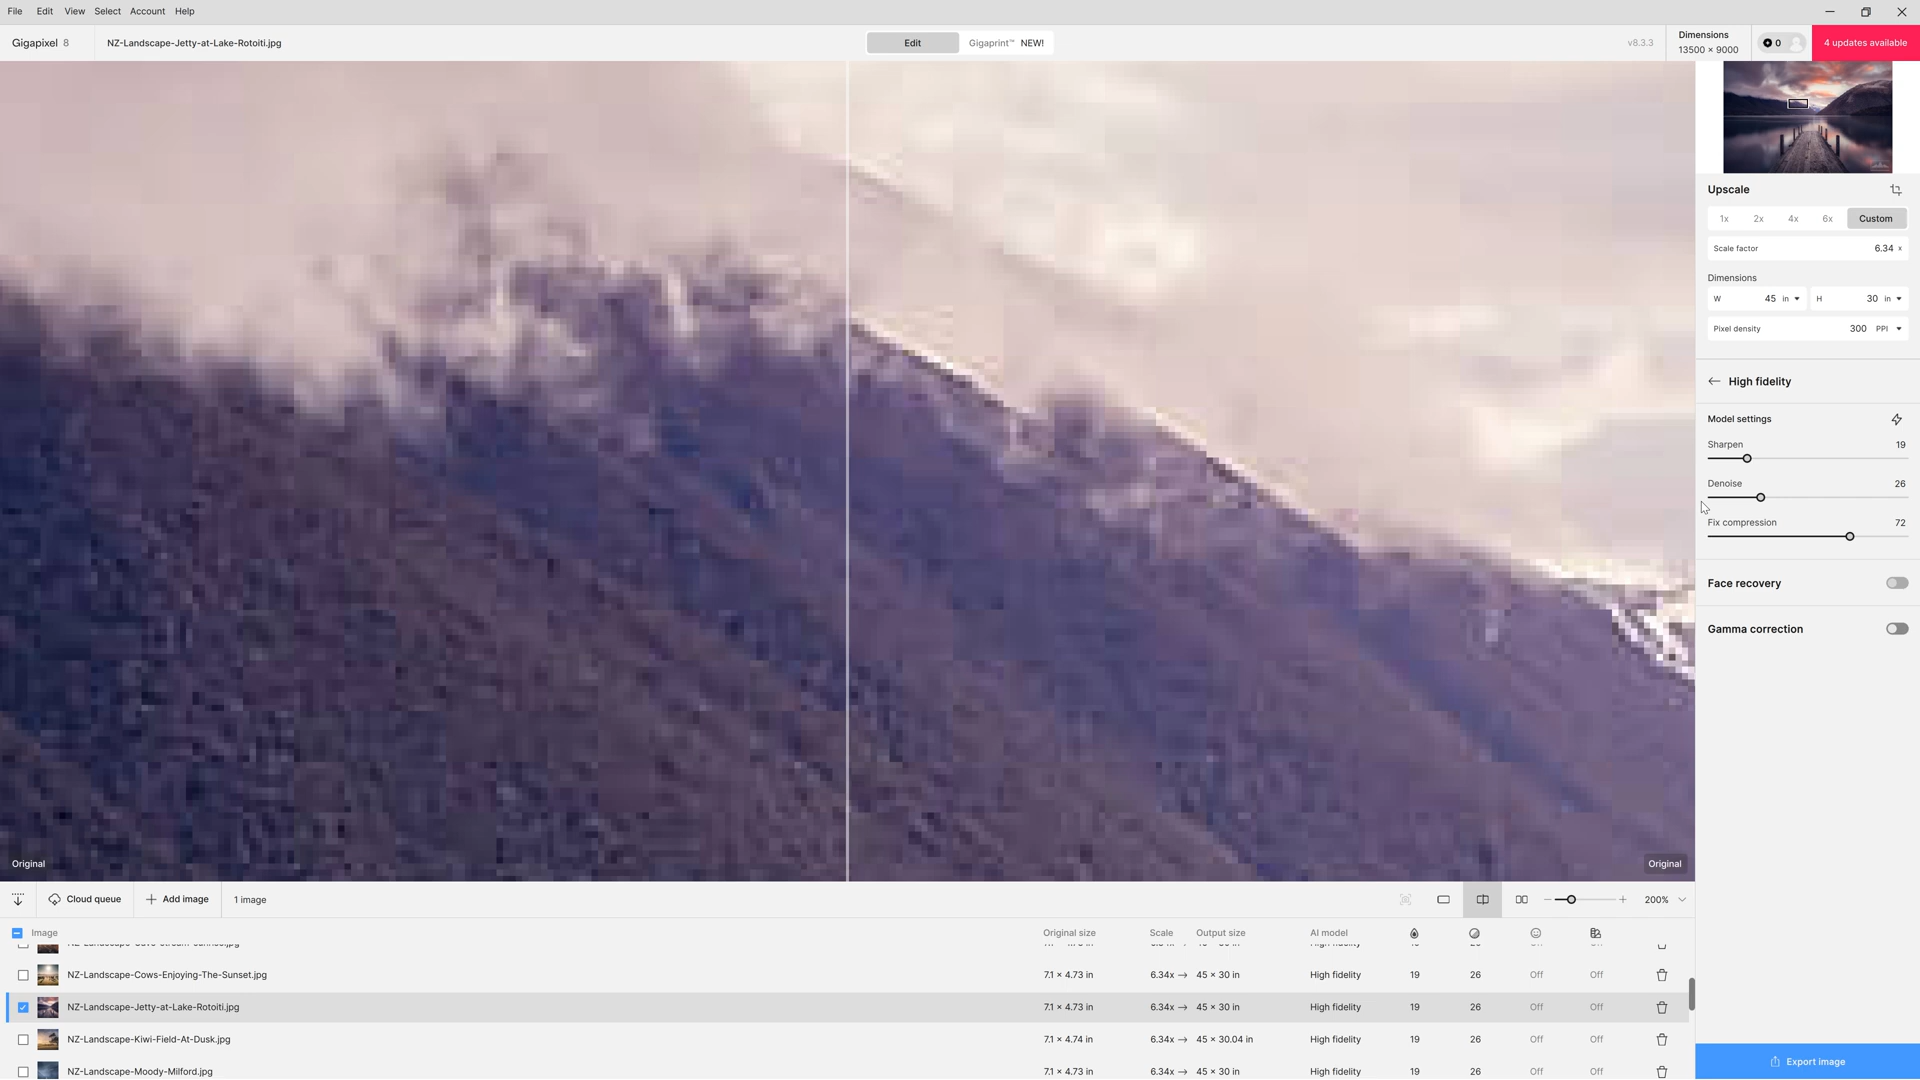 File Edit View Select Account Help
Gigapixel 8 NZ-Landscape-Jetty-at-Lake-Rotoiti.jpg Edit Gigaprint™ NEW! v8.3.3 Dimensions 13500 × 9000 0 4 updates available
Upscale
1x 2x 4x 6x Custom
Scale factor 6.34 x
Dimensions
W 45 in H 30 in
Pixel density 300 PPI
High fidelity
Model settings
Sharpen 19
Denoise 26
Fix compression 72
Face recovery
Gamma correction
Original Original
Cloud queue Add image 1 image 200%
Image Original size Scale Output size AI model
NZ-Landscape-Cows-Enjoying-The-Sunset.jpg 7.1 × 4.73 in 6.34x → 45 × 30 in High fidelity 19 26 Off Off
NZ-Landscape-Jetty-at-Lake-Rotoiti.jpg 7.1 × 4.73 in 6.34x → 45 × 30 in High fidelity 19 26 Off Off
NZ-Landscape-Kiwi-Field-At-Dusk.jpg 7.1 × 4.74 in 6.34x → 45 × 30.04 in High fidelity 19 26 Off Off
NZ-Landscape-Moody-Milford.jpg 7.1 × 4.73 in 6.34x → 45 × 30 in High fidelity 19 26 Off Off
Export image